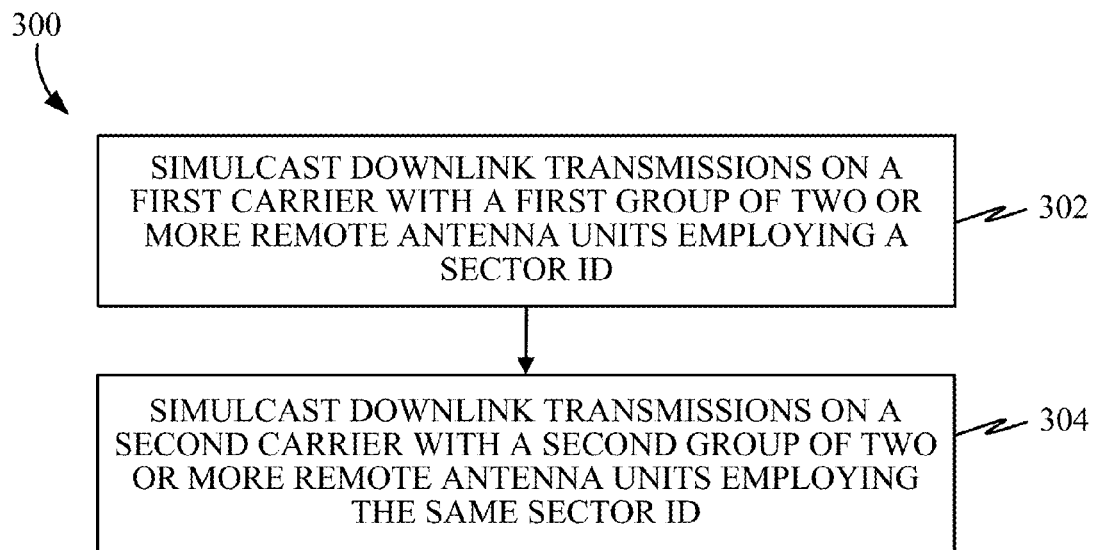 300
SIMULCAST DOWNLINK TRANSMISSIONS ON A
FIRST CARRIER WITH A FIRST GROUP OF TWO OR
MORE REMOTE ANTENNA UNITS EMPLOYING A
SECTOR ID
302
SIMULCAST DOWNLINK TRANSMISSIONS ON A
SECOND CARRIER WITH A SECOND GROUP OF TWO
OR MORE REMOTE ANTENNA UNITS EMPLOYING
THE SAME SECTOR ID
304